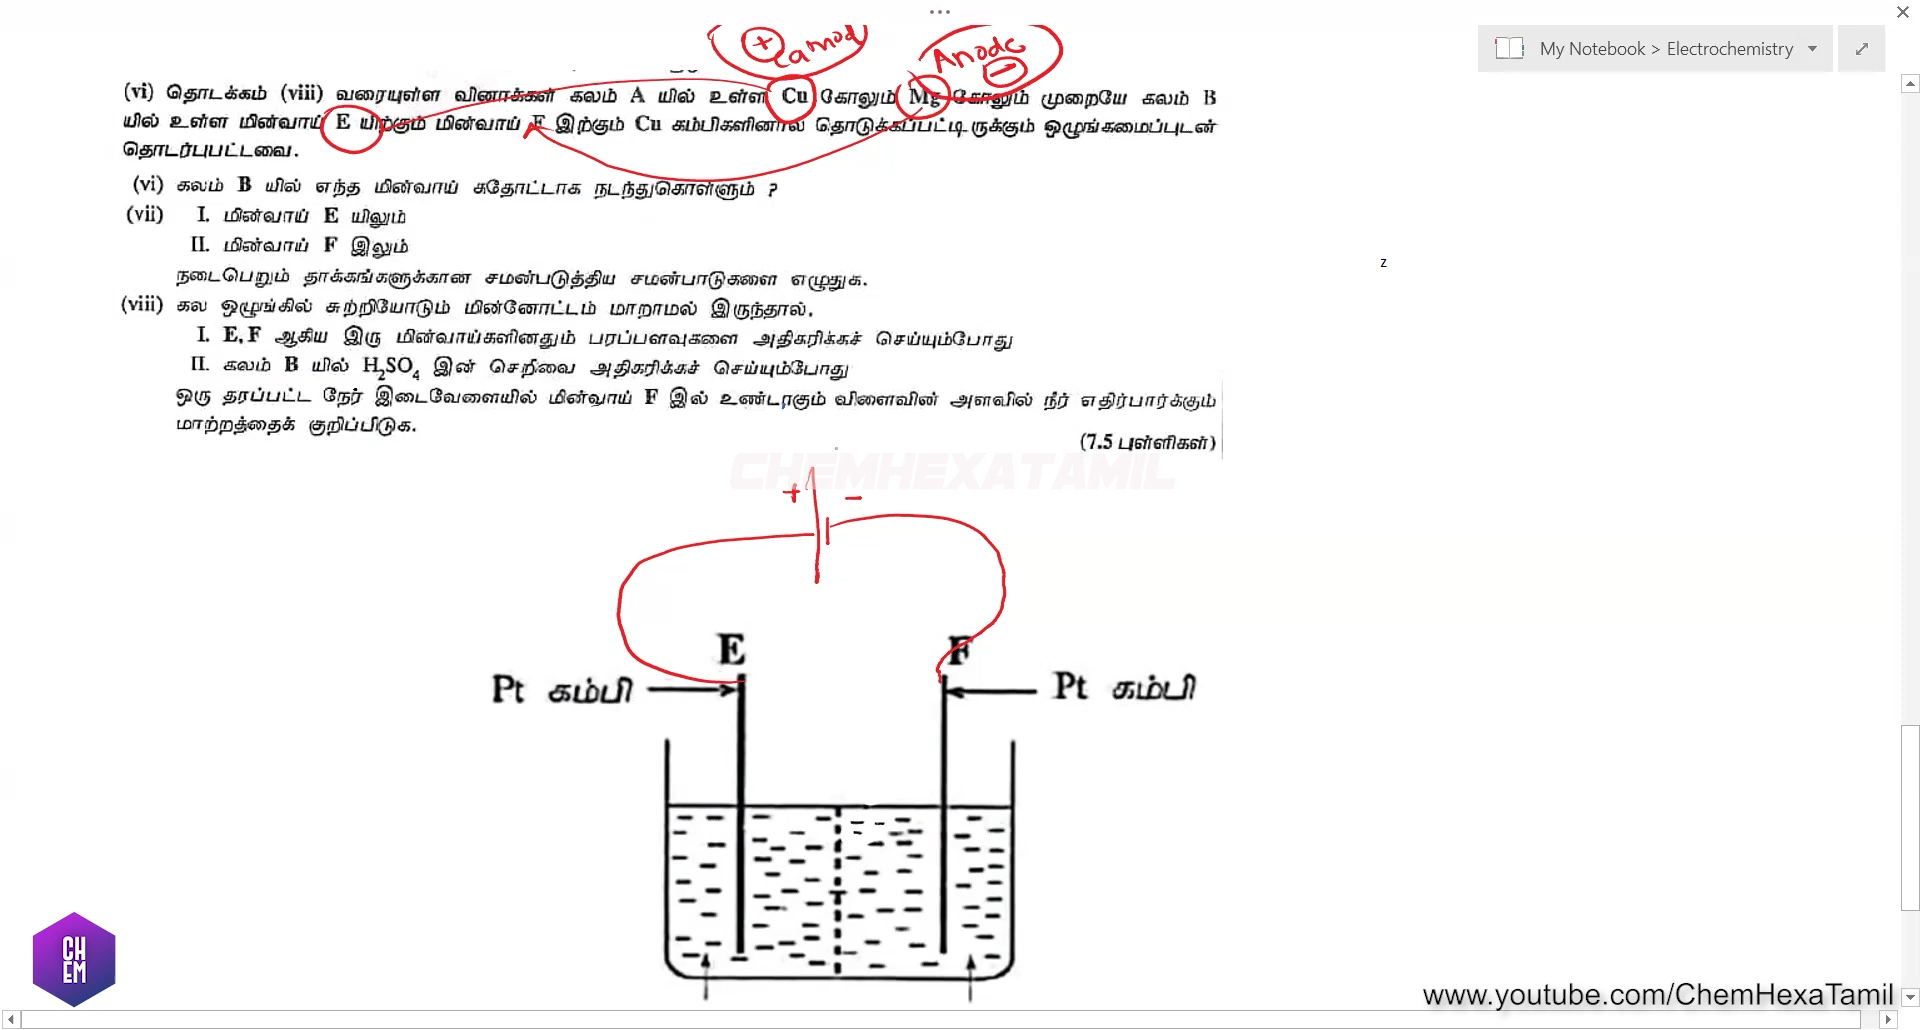 My Notebook > Electrochemistry
+ Anode
−
(vi) தொடக்கம் (viii) வரையுள்ள வினாக்கள் கலம் A யில் உள்ள Cu கோலும் Mg கோலும் முறையே கலம் B
யில் உள்ள மின்வாய் E யிற்கும் மின்வாய் F இற்கும் Cu கம்பிகளினால் தொடுக்கப்பட்டிருக்கும் ஒழுங்கமைப்புடன்
தொடர்புபட்டவை.
(vi) கலம் B யில் எந்த மின்வாய் கதோட்டாக நடந்துகொள்ளும் ?
(vii) I. மின்வாய் E யிலும்
II. மின்வாய் F இலும்
நடைபெறும் தாக்கங்களுக்கான சமன்படுத்திய சமன்பாடுகளை எழுதுக.
z
(viii) கல ஒழுங்கில் சுற்றியோடும் மின்னோட்டம் மாறாமல் இருந்தால்,
I. E, F ஆகிய இரு மின்வாய்களினதும் பரப்பளவுகளை அதிகரிக்கச் செய்யும்போது
II. கலம் B யில் H₂SO₄ இன் செறிவை அதிகரிக்கச் செய்யும்போது
ஒரு தரப்பட்ட நேர் இடைவேளையில் மின்வாய் F இல் உண்டாகும் விளைவின் அளவில் நீர் எதிர்பார்க்கும்
மாற்றத்தைக் குறிப்பிடுக.
(7.5 புள்ளிகள்)
CHEMHEXATAMIL
+ −
E F
Pt கம்பி Pt கம்பி
CH
EM
www.youtube.com/ChemHexaTamil